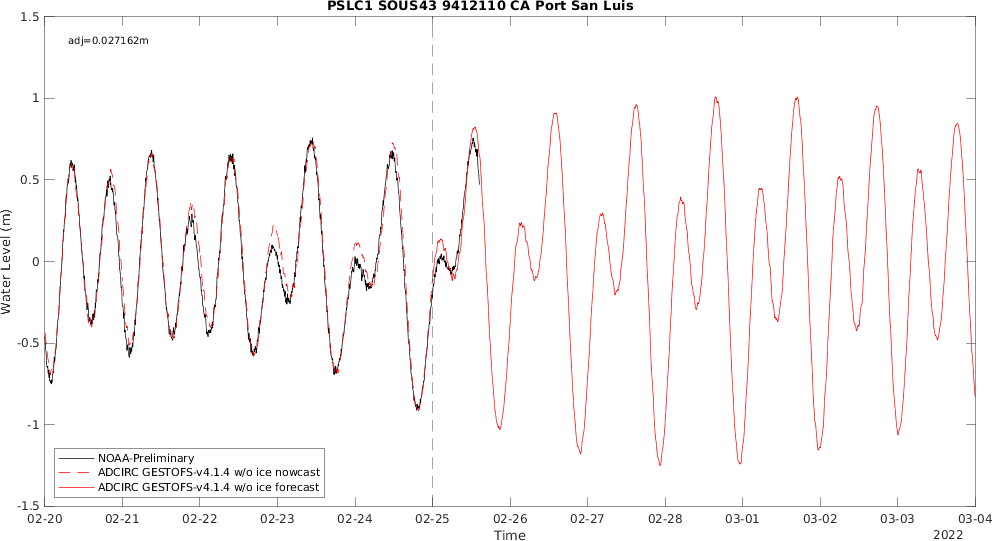 PSLC1 SOUS43 9412110 CA Port San Luis
adj=0.027162m
1.5
1
0.5
0
-0.5
-1
-1.5
Water Level (m)
NOAA-Preliminary
ADCIRC GESTOFS-v4.1.4 w/o ice nowcast
ADCIRC GESTOFS-v4.1.4 w/o ice forecast
02-20 02-21 02-22 02-23 02-24 02-25 02-26 02-27 02-28 03-01 03-02 03-03 03-04
Time
2022